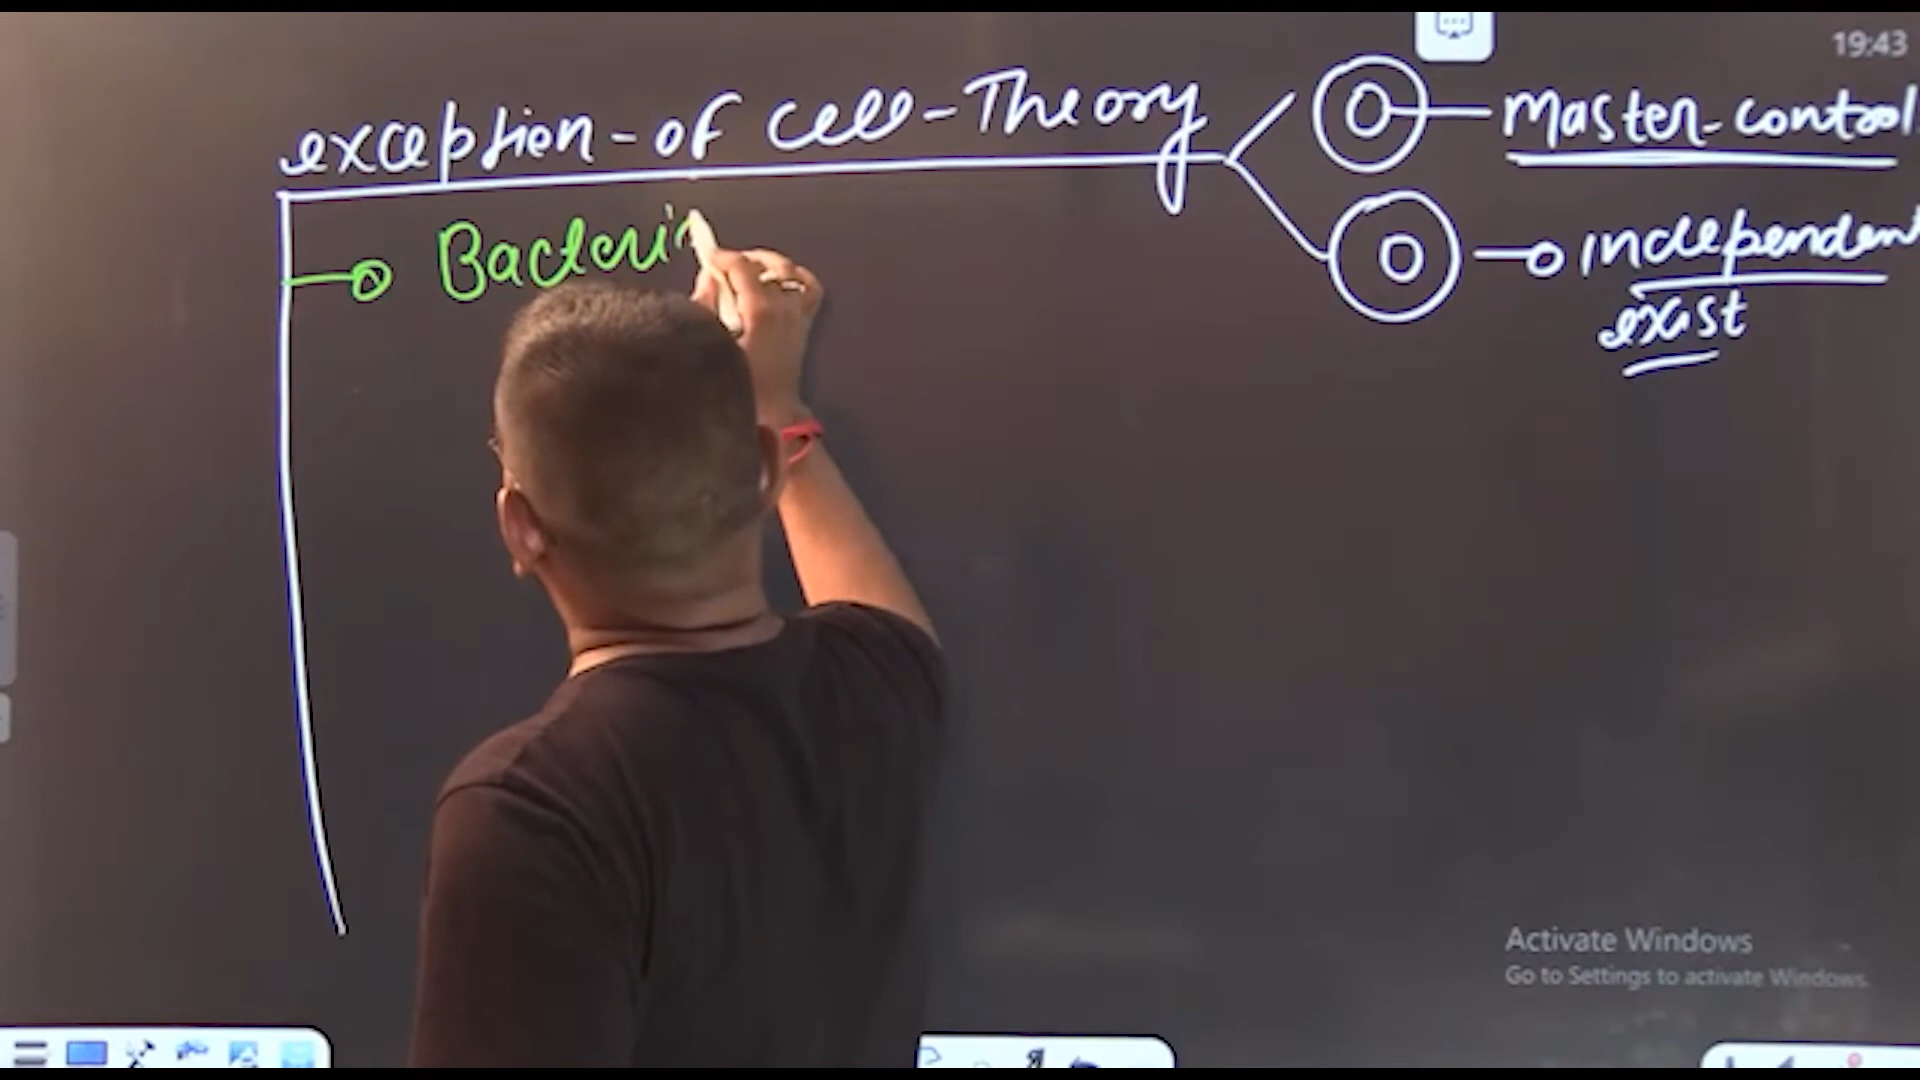 19:43
exception-of cell-Theory
Master-control
Bacteri
independent
exist
Activate Windows
Go to Settings to activate Windows.